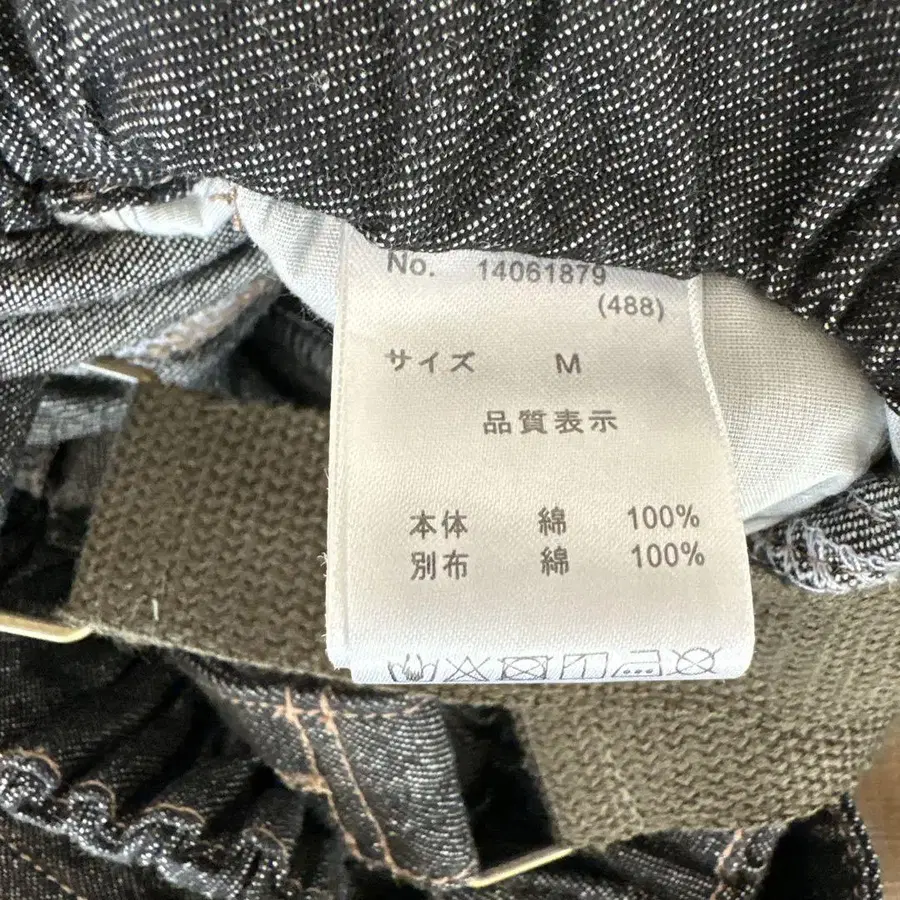 No. 14061879
(488)
サイズ M
品質表示
本体 綿 100%
別布 綿 100%